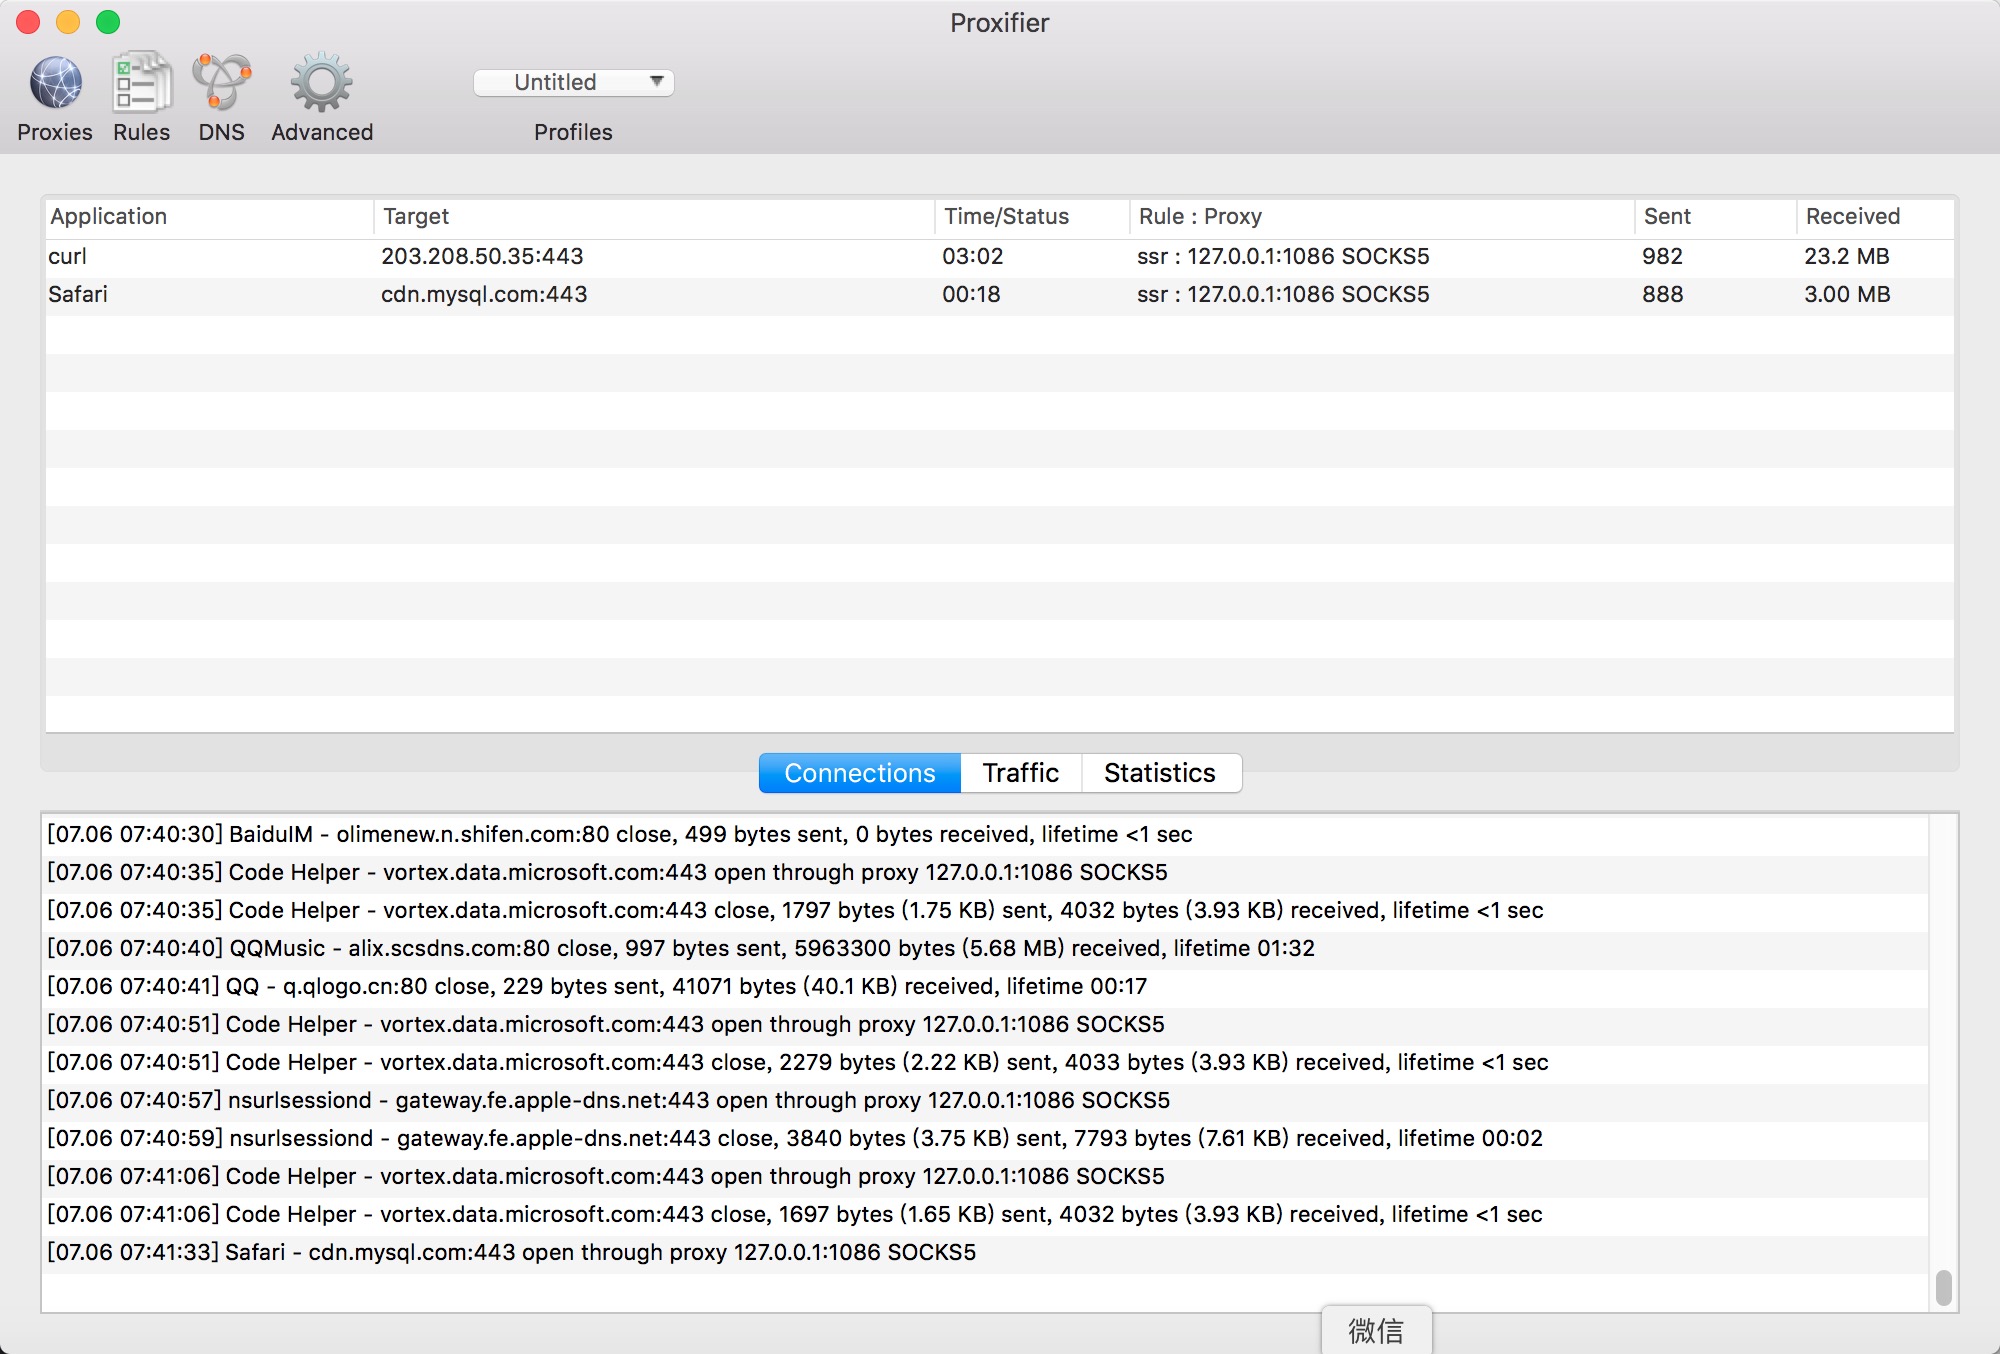 Proxifier
Proxies Rules DNS Advanced Untitled Profiles
Application Target Time/Status Rule : Proxy Sent Received
curl 203.208.50.35:443 03:02 ssr : 127.0.0.1:1086 SOCKS5 982 23.2 MB
Safari cdn.mysql.com:443 00:18 ssr : 127.0.0.1:1086 SOCKS5 888 3.00 MB
Connections Traffic Statistics
[07.06 07:40:30] BaiduIM - olimenew.n.shifen.com:80 close, 499 bytes sent, 0 bytes received, lifetime <1 sec
[07.06 07:40:35] Code Helper - vortex.data.microsoft.com:443 open through proxy 127.0.0.1:1086 SOCKS5
[07.06 07:40:35] Code Helper - vortex.data.microsoft.com:443 close, 1797 bytes (1.75 KB) sent, 4032 bytes (3.93 KB) received, lifetime <1 sec
[07.06 07:40:40] QQMusic - alix.scsdns.com:80 close, 997 bytes sent, 5963300 bytes (5.68 MB) received, lifetime 01:32
[07.06 07:40:41] QQ - q.qlogo.cn:80 close, 229 bytes sent, 41071 bytes (40.1 KB) received, lifetime 00:17
[07.06 07:40:51] Code Helper - vortex.data.microsoft.com:443 open through proxy 127.0.0.1:1086 SOCKS5
[07.06 07:40:51] Code Helper - vortex.data.microsoft.com:443 close, 2279 bytes (2.22 KB) sent, 4033 bytes (3.93 KB) received, lifetime <1 sec
[07.06 07:40:57] nsurlsessiond - gateway.fe.apple-dns.net:443 open through proxy 127.0.0.1:1086 SOCKS5
[07.06 07:40:59] nsurlsessiond - gateway.fe.apple-dns.net:443 close, 3840 bytes (3.75 KB) sent, 7793 bytes (7.61 KB) received, lifetime 00:02
[07.06 07:41:06] Code Helper - vortex.data.microsoft.com:443 open through proxy 127.0.0.1:1086 SOCKS5
[07.06 07:41:06] Code Helper - vortex.data.microsoft.com:443 close, 1697 bytes (1.65 KB) sent, 4032 bytes (3.93 KB) received, lifetime <1 sec
[07.06 07:41:33] Safari - cdn.mysql.com:443 open through proxy 127.0.0.1:1086 SOCKS5
微信